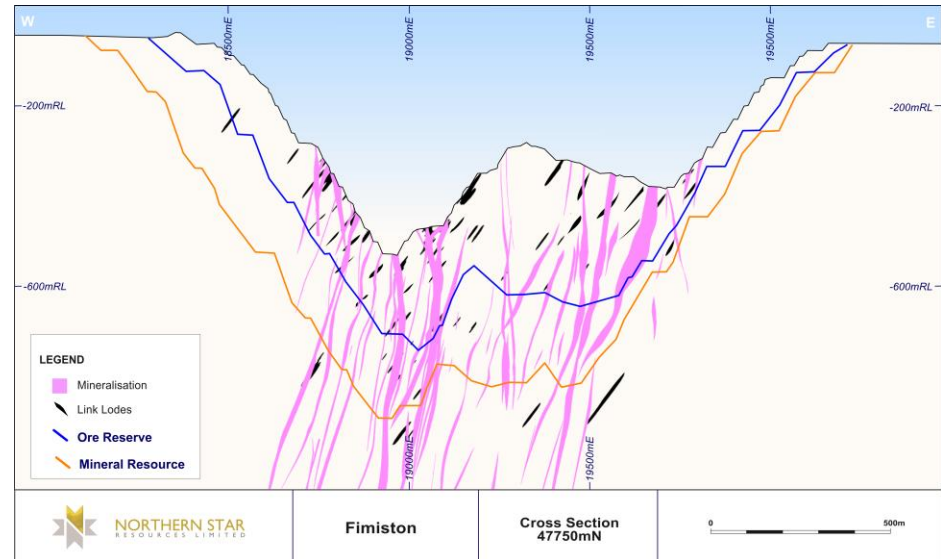 W
E
18500mE
19000mE
19500mE
19500mE
-200mRL
-200mRL
-600mRL
-600mRL
LEGEND
Mineralisation
Link Lodes
Ore Reserve
Mineral Resource
19000mE
19500mE
NORTHERN STAR
RESOURCES LIMITED
Fimiston
Cross Section
47750mN
0
500m